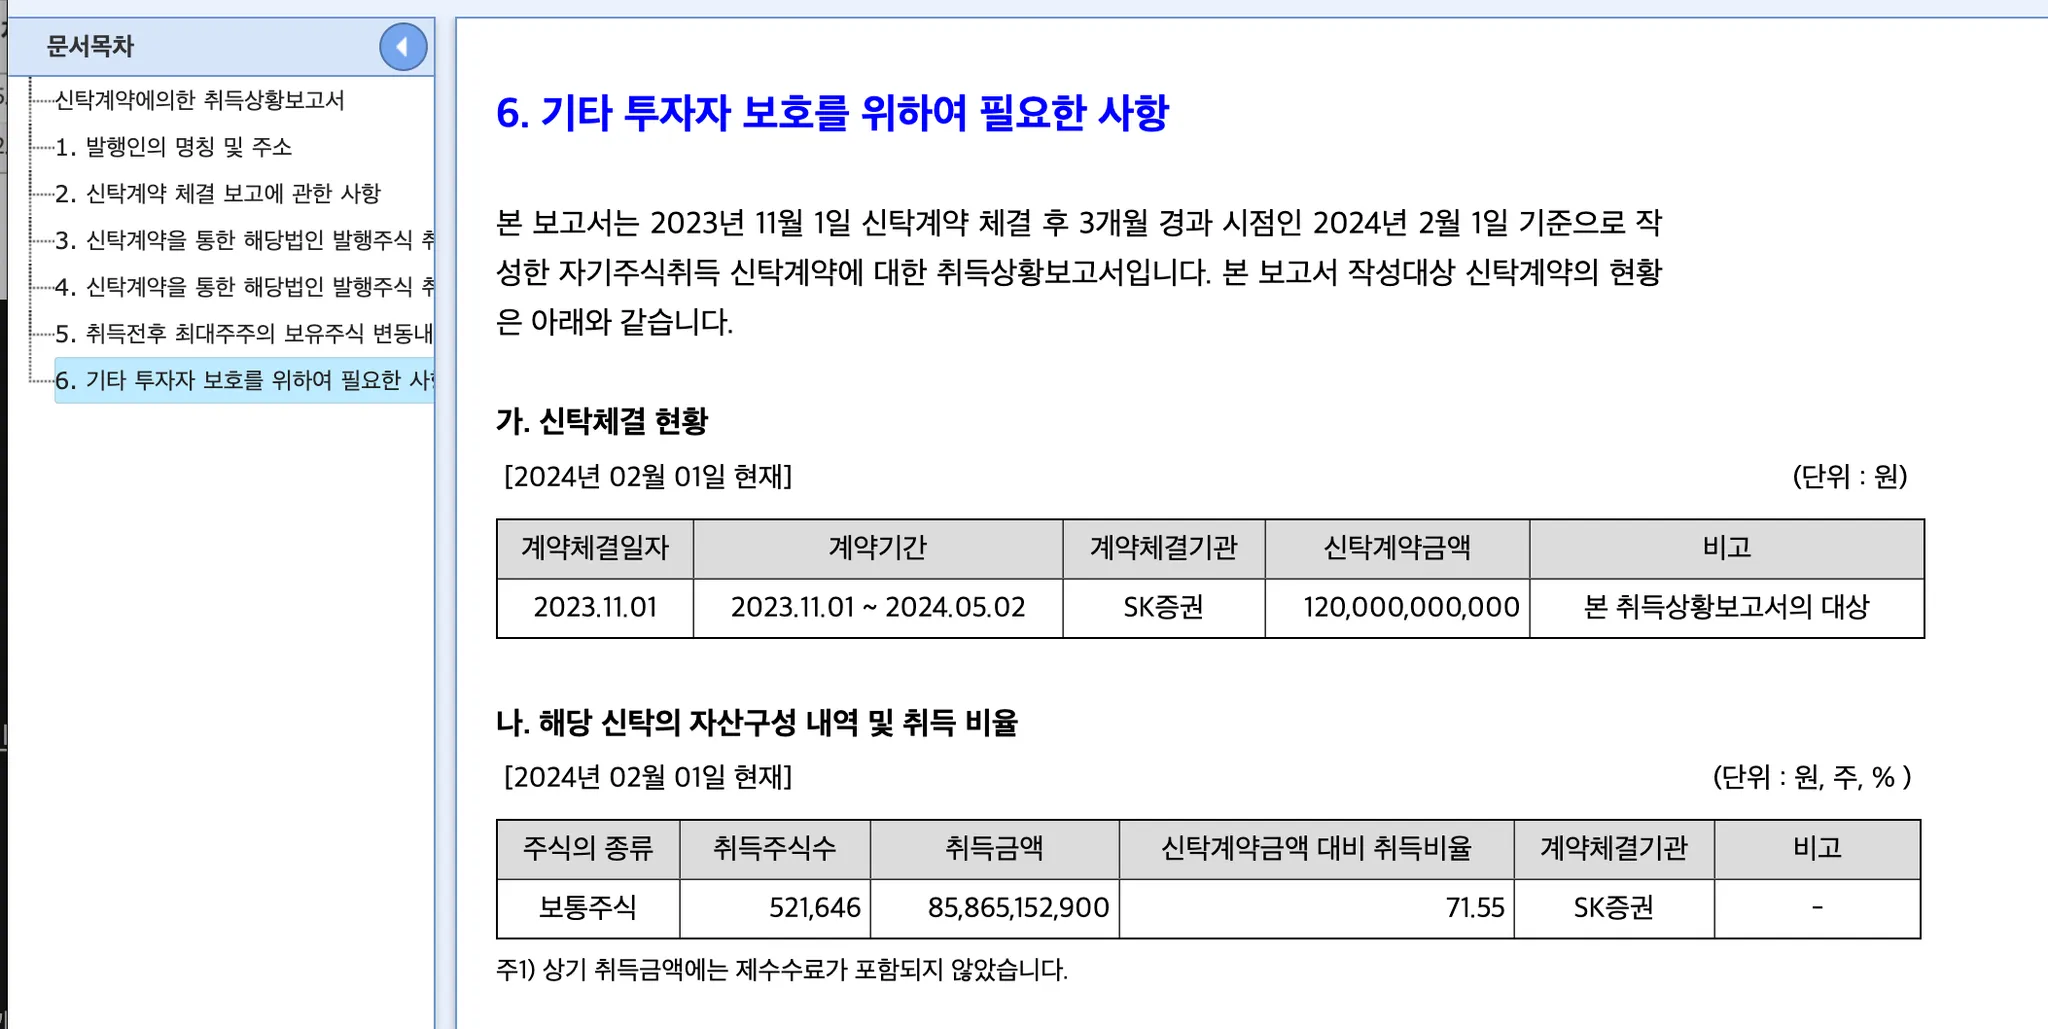 문서목차
신탁계약에의한 취득상황보고서
1. 발행인의 명칭 및 주소
2. 신탁계약 체결 보고에 관한 사항
3. 신탁계약을 통한 해당법인 발행주식
4. 신탁계약을 통한 해당법인 발행주식
5. 취득전후 최대주주의 보유주식 변동내
6. 기타 투자자 보호를 위하여 필요한
6. 기타 투자자 보호를 위하여 필요한 사항
본 보고서는 2023년 11월 1일 신탁계약 체결 후 3개월 경과 시점인 2024년 2월 1일 기준으로 작
성한 자기주식취득 신탁계약에 대한 취득상황보고서입니다. 본 보고서 작성대상 신탁계약의 현황
은 아래와 같습니다.
가. 신탁체결 현황
[2024년 02월 01일 현재] (단위 : 원)
계약체결일자 계약기간 계약체결기관 신탁계약금액 비고
2023.11.01 2023.11.01 ~ 2024.05.02 SK증권 120,000,000,000 본 취득상황보고서의 대상
나. 해당 신탁의 자산구성 내역 및 취득 비율
[2024년 02월 01일 현재] (단위 : 원, 주, % )
주식의 종류 취득주식수 취득금액 신탁계약금액 대비 취득비율 계약체결기관 비고
보통주식 521,646 85,865,152,900 71.55 SK증권 -
주1) 상기 취득금액에는 제수수료가 포함되지 않았습니다.